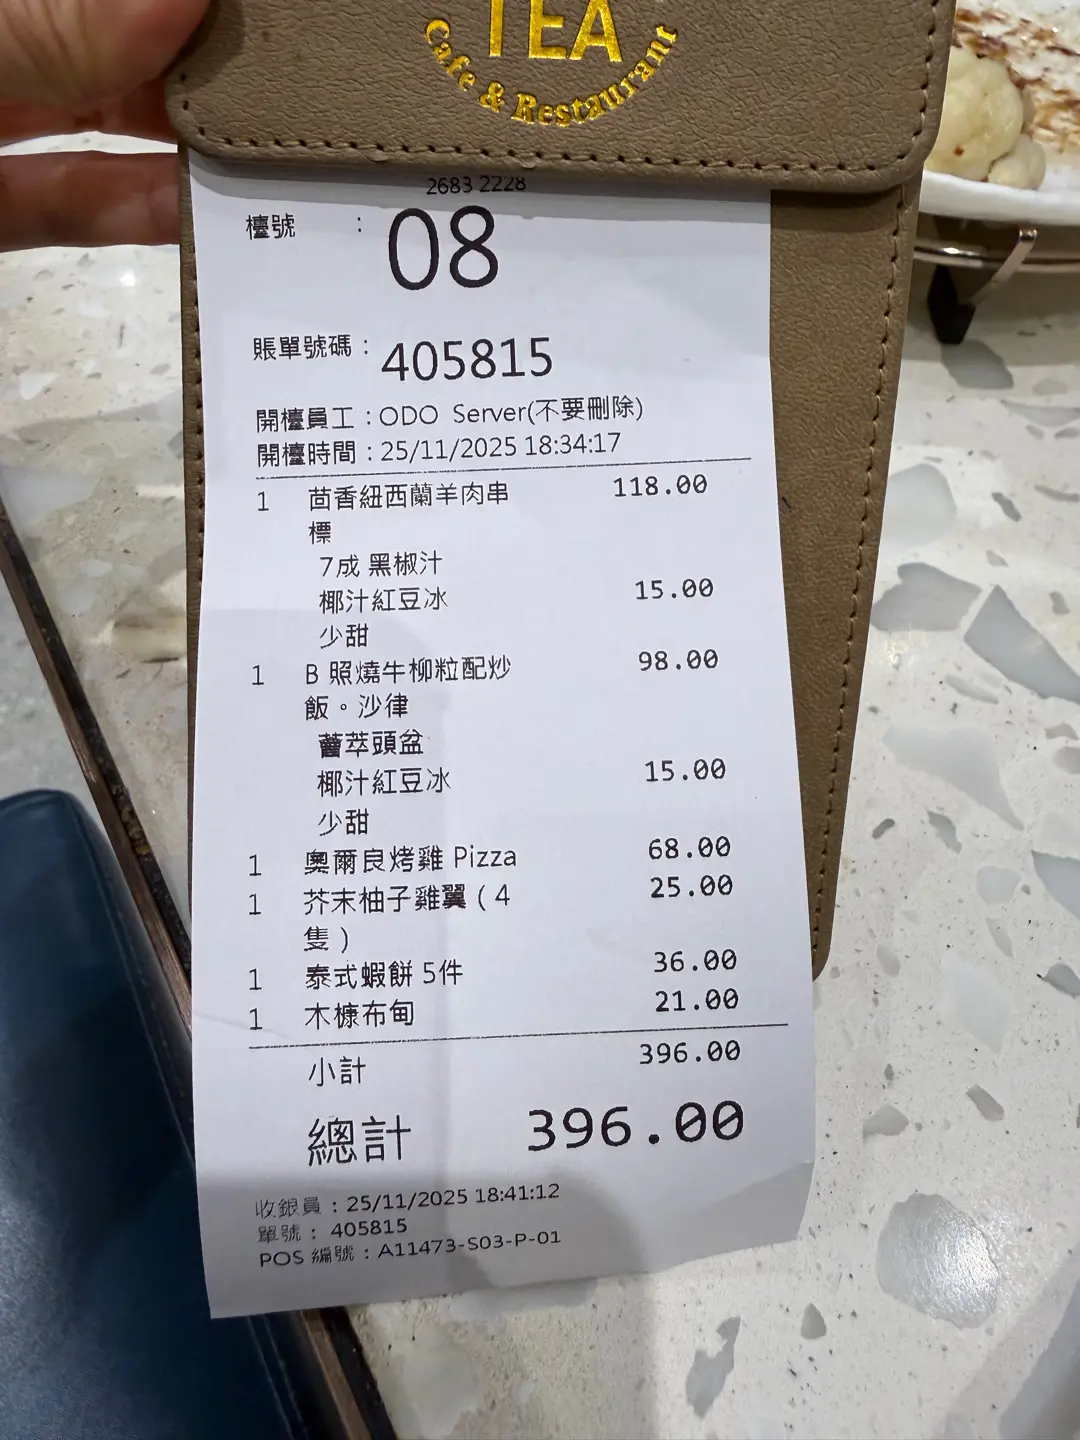 TEA
Cafe & Restaurant
2683 2228
檯號 : 08
賬單號碼 : 405815
開檯員工 : ODO Server(不要刪除)
開檯時間 : 25/11/2025 18:34:17
1 茴香紐西蘭羊肉串 118.00
標
7成 黑椒汁
椰汁紅豆冰 15.00
少甜
1 B 照燒牛柳粒配炒 98.00
飯。沙律
薈萃頭盆
椰汁紅豆冰 15.00
少甜
1 奧爾良烤雞 Pizza 68.00
1 芥末柚子雞翼 ( 4 25.00
隻 )
1 泰式蝦餅 5件 36.00
1 木糠布甸 21.00
小計 396.00
總計 396.00
收銀員 : 25/11/2025 18:41:12
單號 : 405815
POS 編號 : A11473-S03-P-01